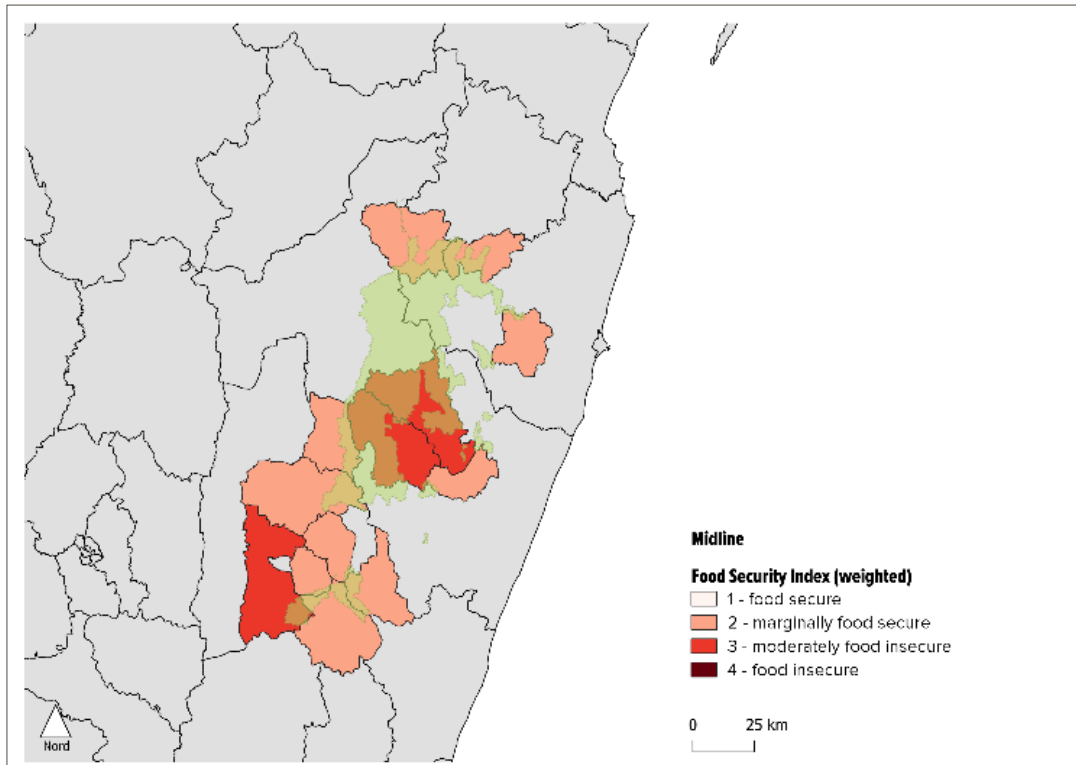 Midline
Food Security Index (weighted)
1 - food secure
2 - marginally food secure
3 - moderately food insecure
4 - food insecure
0 25 km
Nord